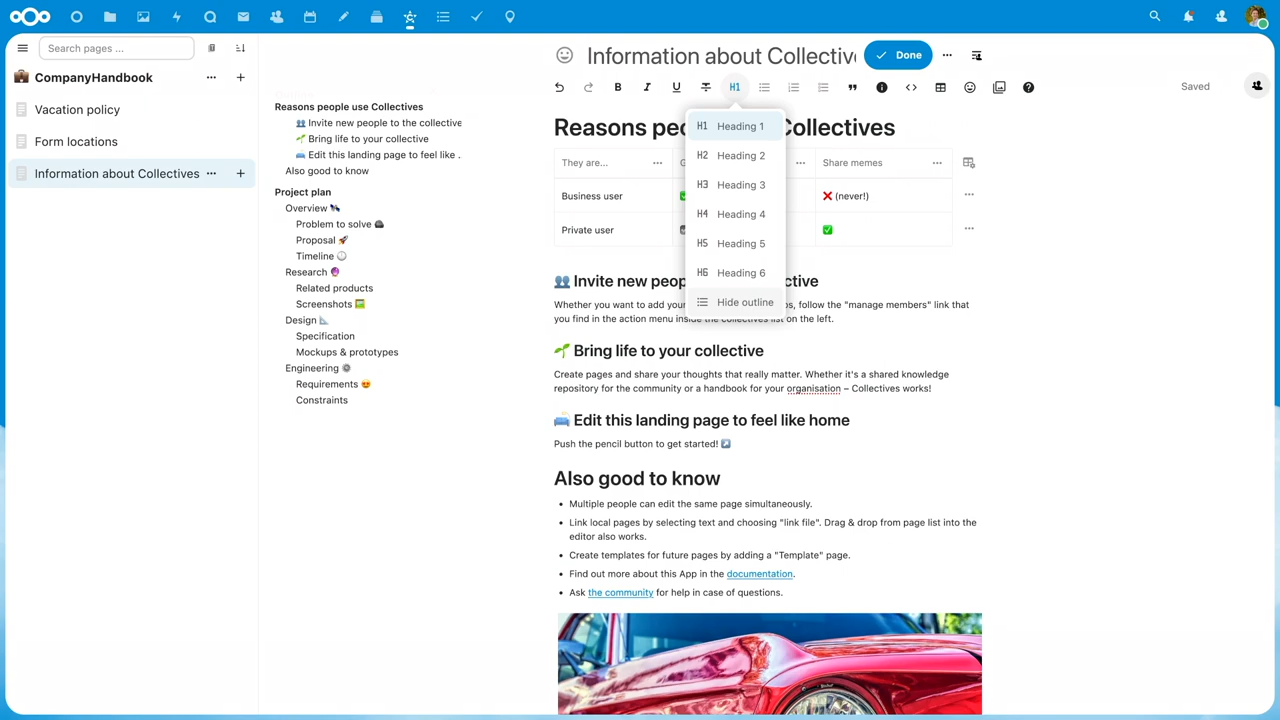 Search pages ...
CompanyHandbook
Vacation policy
Form locations
Information about Collectives
Reasons people use Collectives
👥 Invite new people to the collective
🌱 Bring life to your collective
🛋️ Edit this landing page to feel like .
Also good to know
Project plan
Overview 🛰️
Problem to solve 🪨
Proposal 🚀
Timeline 🕐
Research 🔮
Related products
Screenshots 🖼️
Design 📐
Specification
Mockups & prototypes
Engineering ⚙️
Requirements 😍
Constraints
Information about Collectiv
Done
B I U H1
Saved
H1 Heading 1
H2 Heading 2
H3 Heading 3
H4 Heading 4
H5 Heading 5
H6 Heading 6
Hide outline
Reasons peo Collectives
They are... G Share memes
Business user ✅ ❌ (never!)
Private user ✅
👥 Invite new peop ective
Whether you want to add your s, follow the "manage members" link that
you find in the action menu inside the collectives list on the left.
🌱 Bring life to your collective
Create pages and share your thoughts that really matter. Whether it's a shared knowledge
repository for the community or a handbook for your organisation – Collectives works!
🛋️ Edit this landing page to feel like home
Push the pencil button to get started! ↗️
Also good to know
• Multiple people can edit the same page simultaneously.
• Link local pages by selecting text and choosing "link file". Drag & drop from page list into the
editor also works.
• Create templates for future pages by adding a "Template" page.
• Find out more about this App in the documentation.
• Ask the community for help in case of questions.